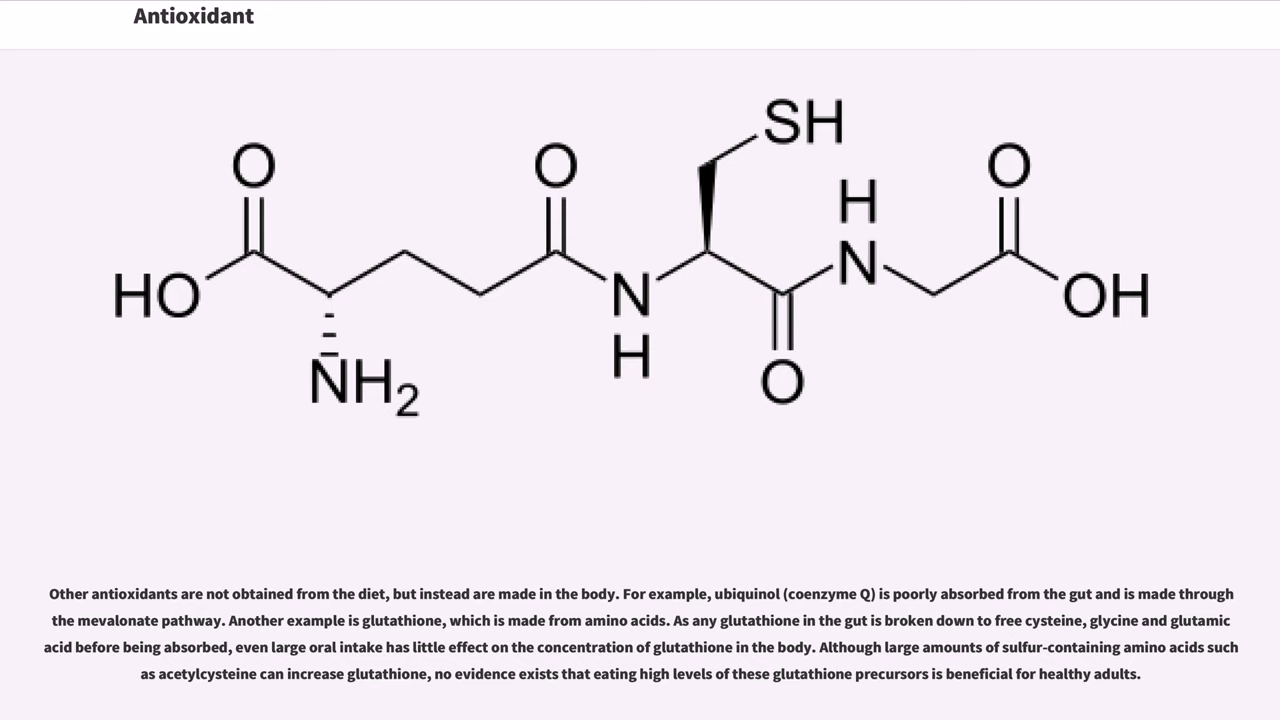 Antioxidant
SH
O
O
H
O
HO
N
N
OH
H
NH2
O
Other antioxidants are not obtained from the diet, but instead are made in the body. For example, ubiquinol (coenzyme Q) is poorly absorbed from the gut and is made through
the mevalonate pathway. Another example is glutathione, which is made from amino acids. As any glutathione in the gut is broken down to free cysteine, glycine and glutamic
acid before being absorbed, even large oral intake has little effect on the concentration of glutathione in the body. Although large amounts of sulfur-containing amino acids such
as acetylcysteine can increase glutathione, no evidence exists that eating high levels of these glutathione precursors is beneficial for healthy adults.